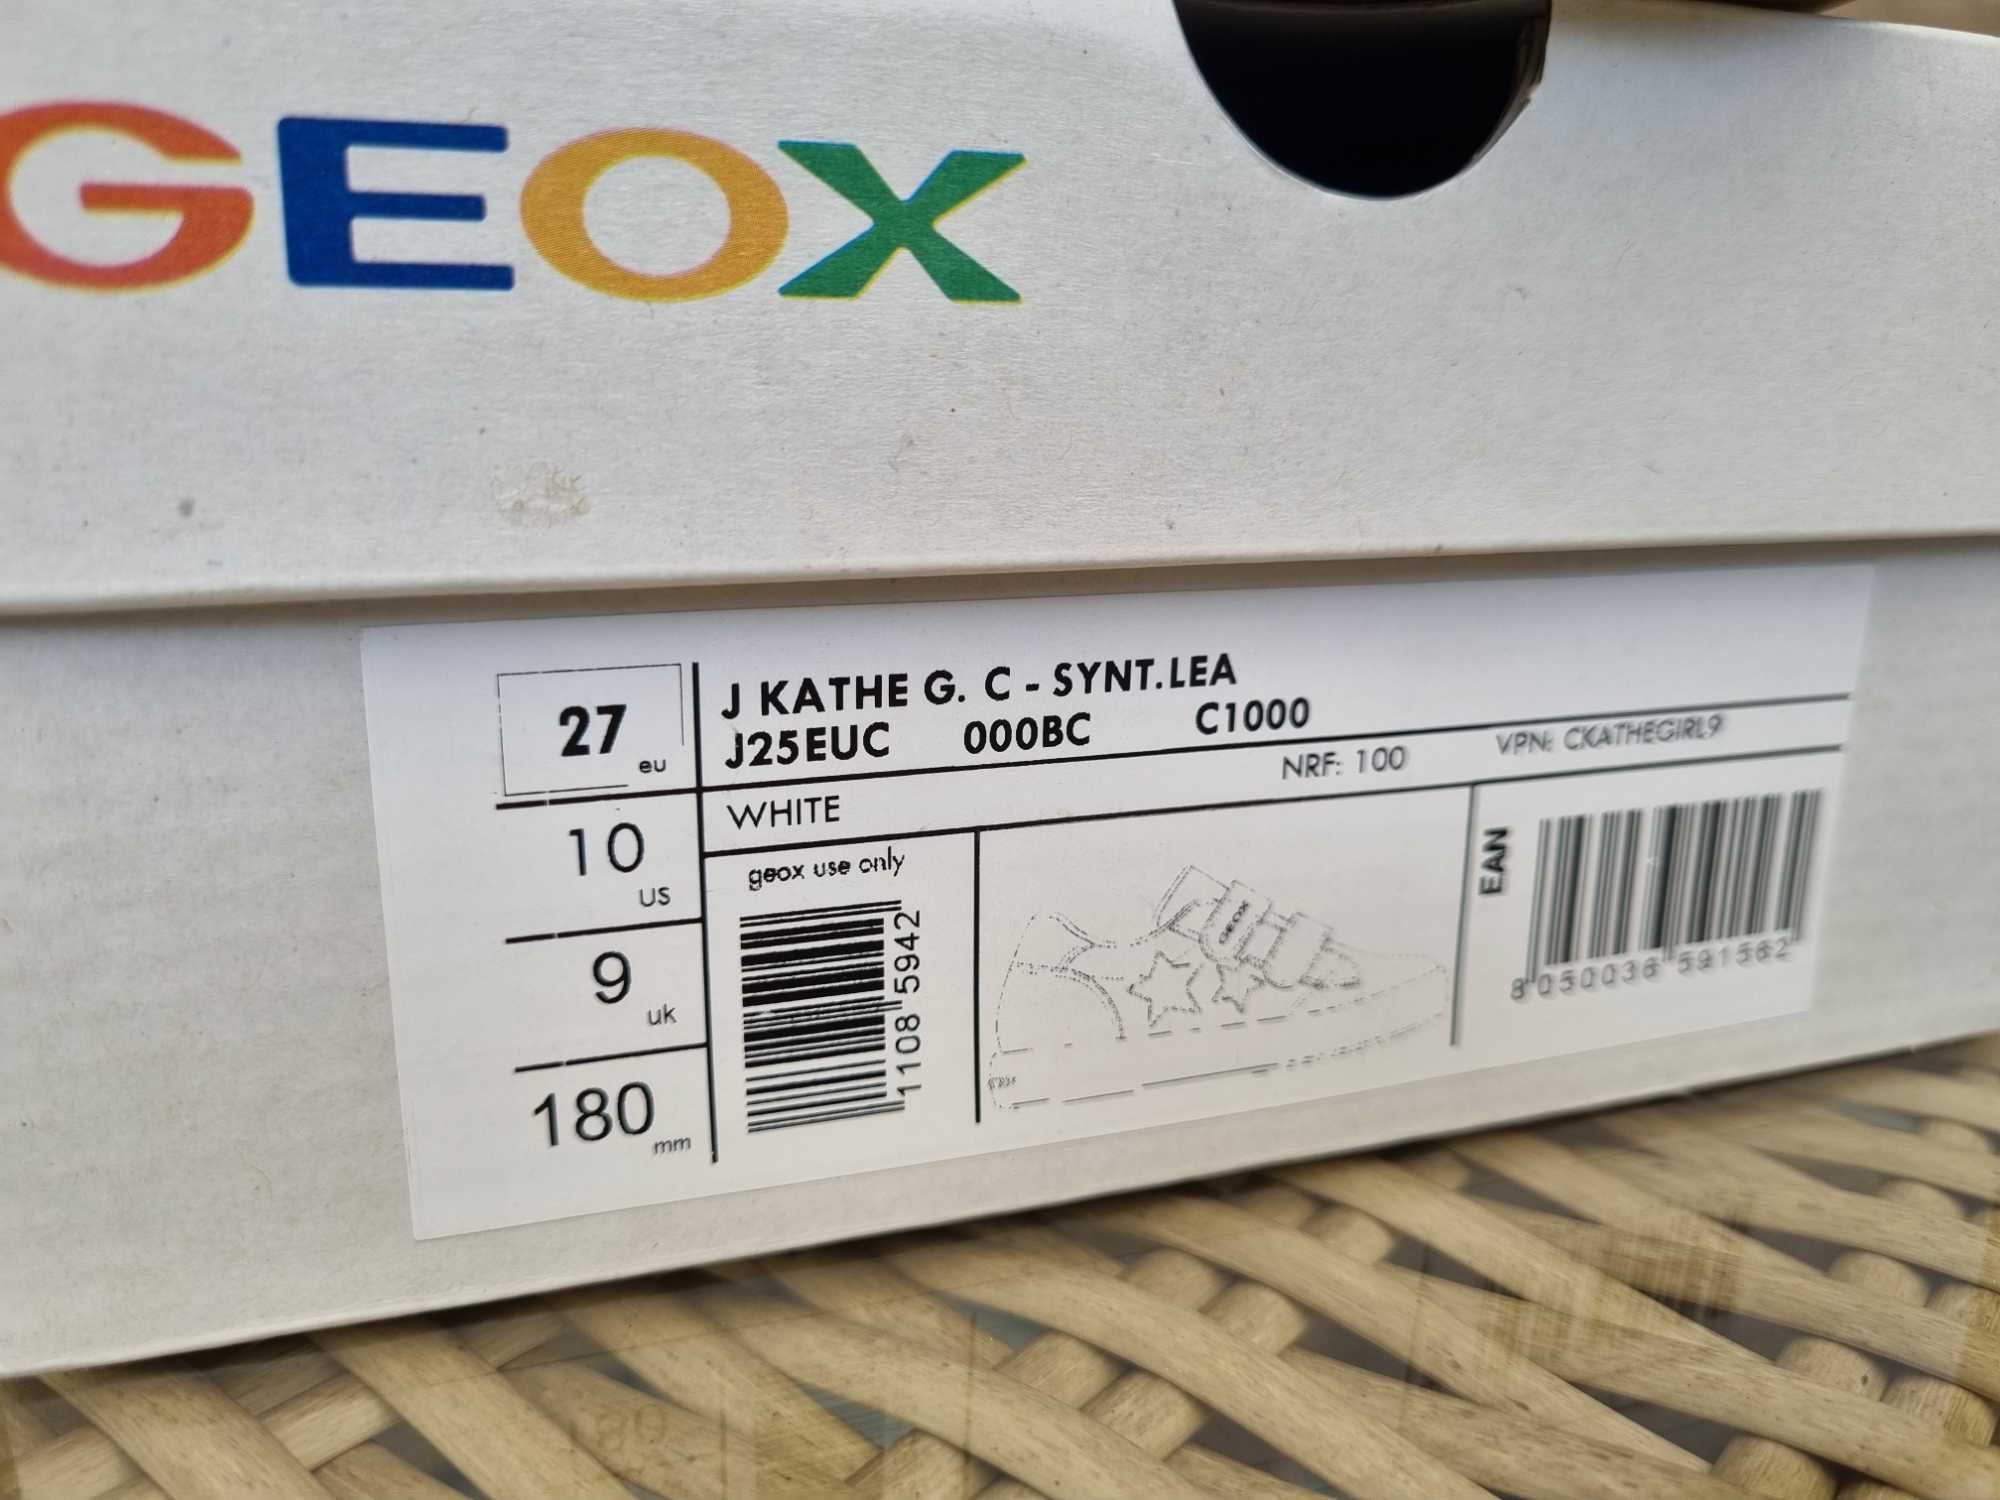 GEOX
27 eu
J KATHE G. C - SYNT.LEA
J25EUC 000BC C1000
10 US
WHITE
NRF: 100
VPN: CKATHEGIRL9
9 uk
geox use only
1108 5942
180 mm
EAN
8 050036 591562